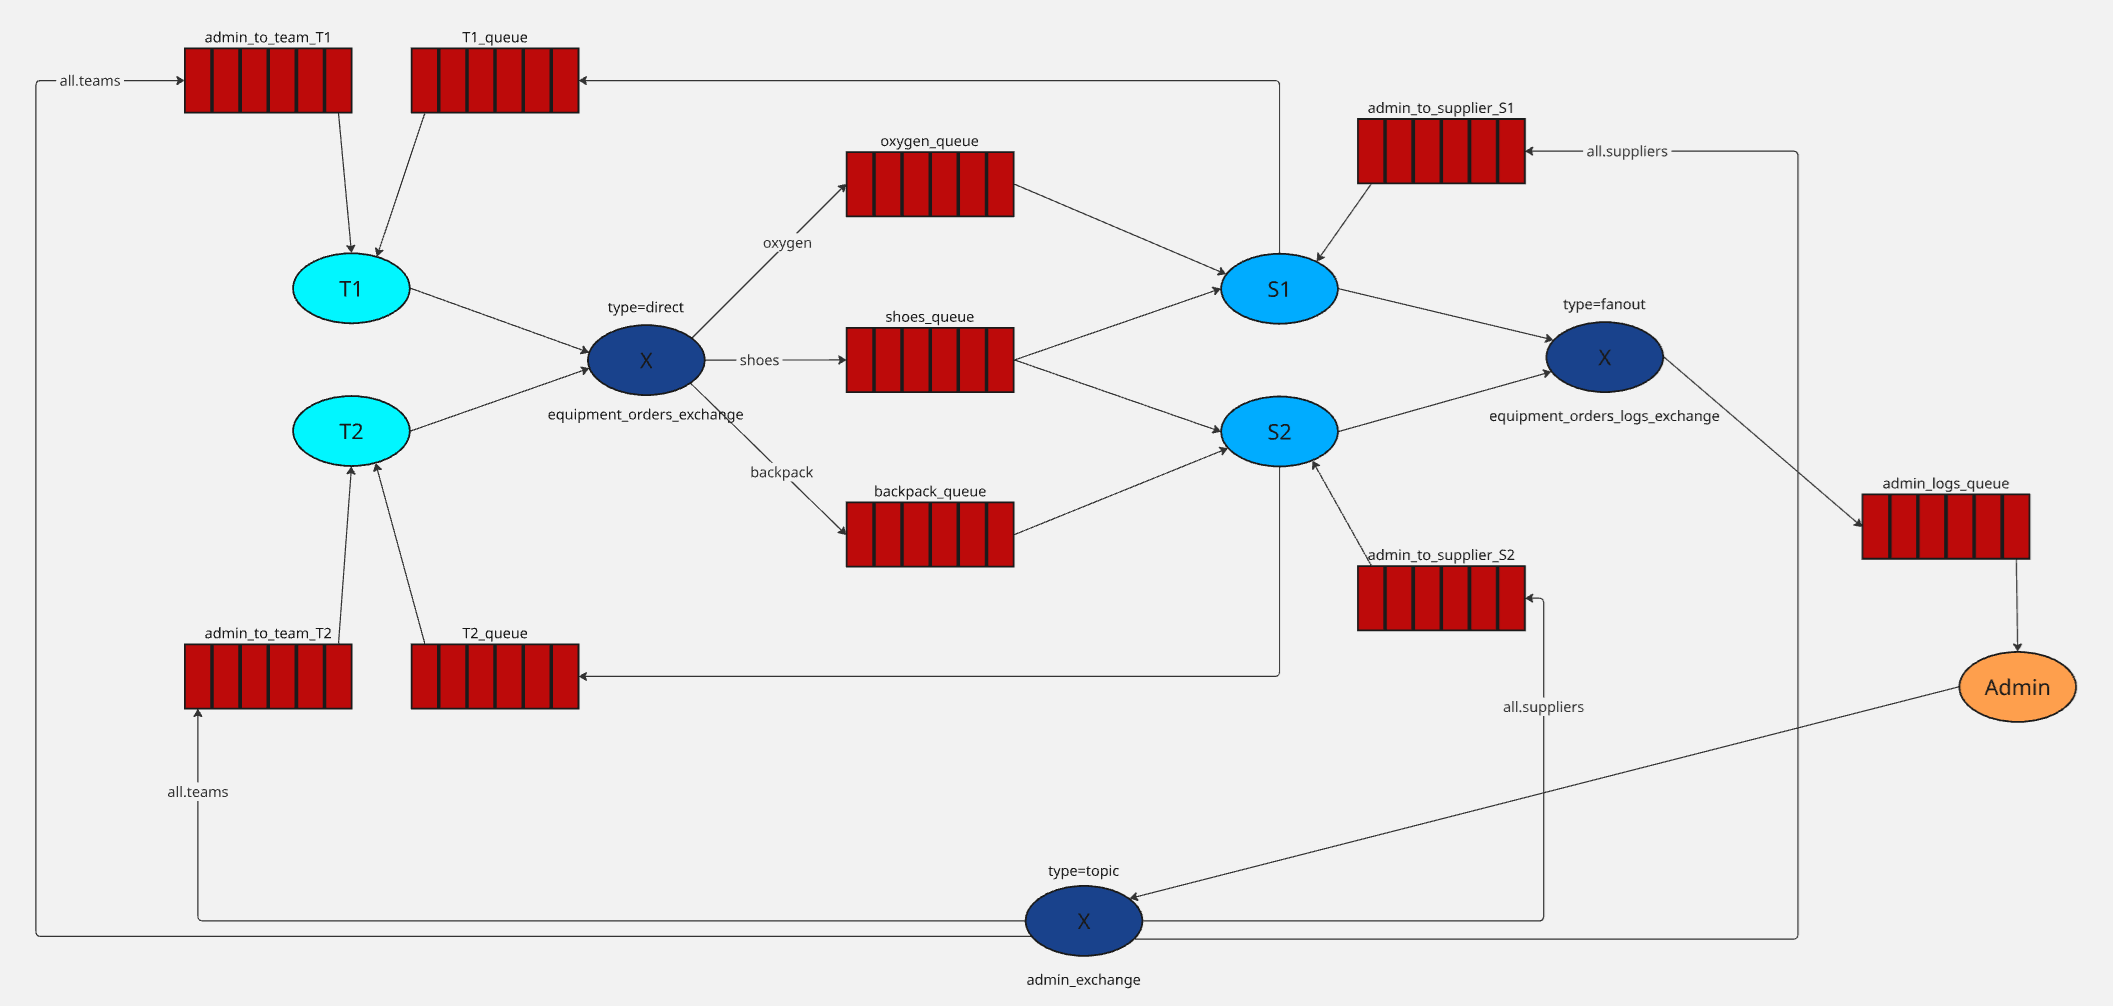 admin_to_team_T1
T1_queue
all.teams
admin_to_supplier_S1
oxygen_queue
all.suppliers
oxygen
T1
S1
type=direct
type=fanout
shoes_queue
X
shoes
X
equipment_orders_exchange
equipment_orders_logs_exchange
T2
S2
backpack
backpack_queue
admin_logs_queue
admin_to_supplier_S2
admin_to_team_T2
T2_queue
Admin
all.suppliers
all.teams
type=topic
X
admin_exchange